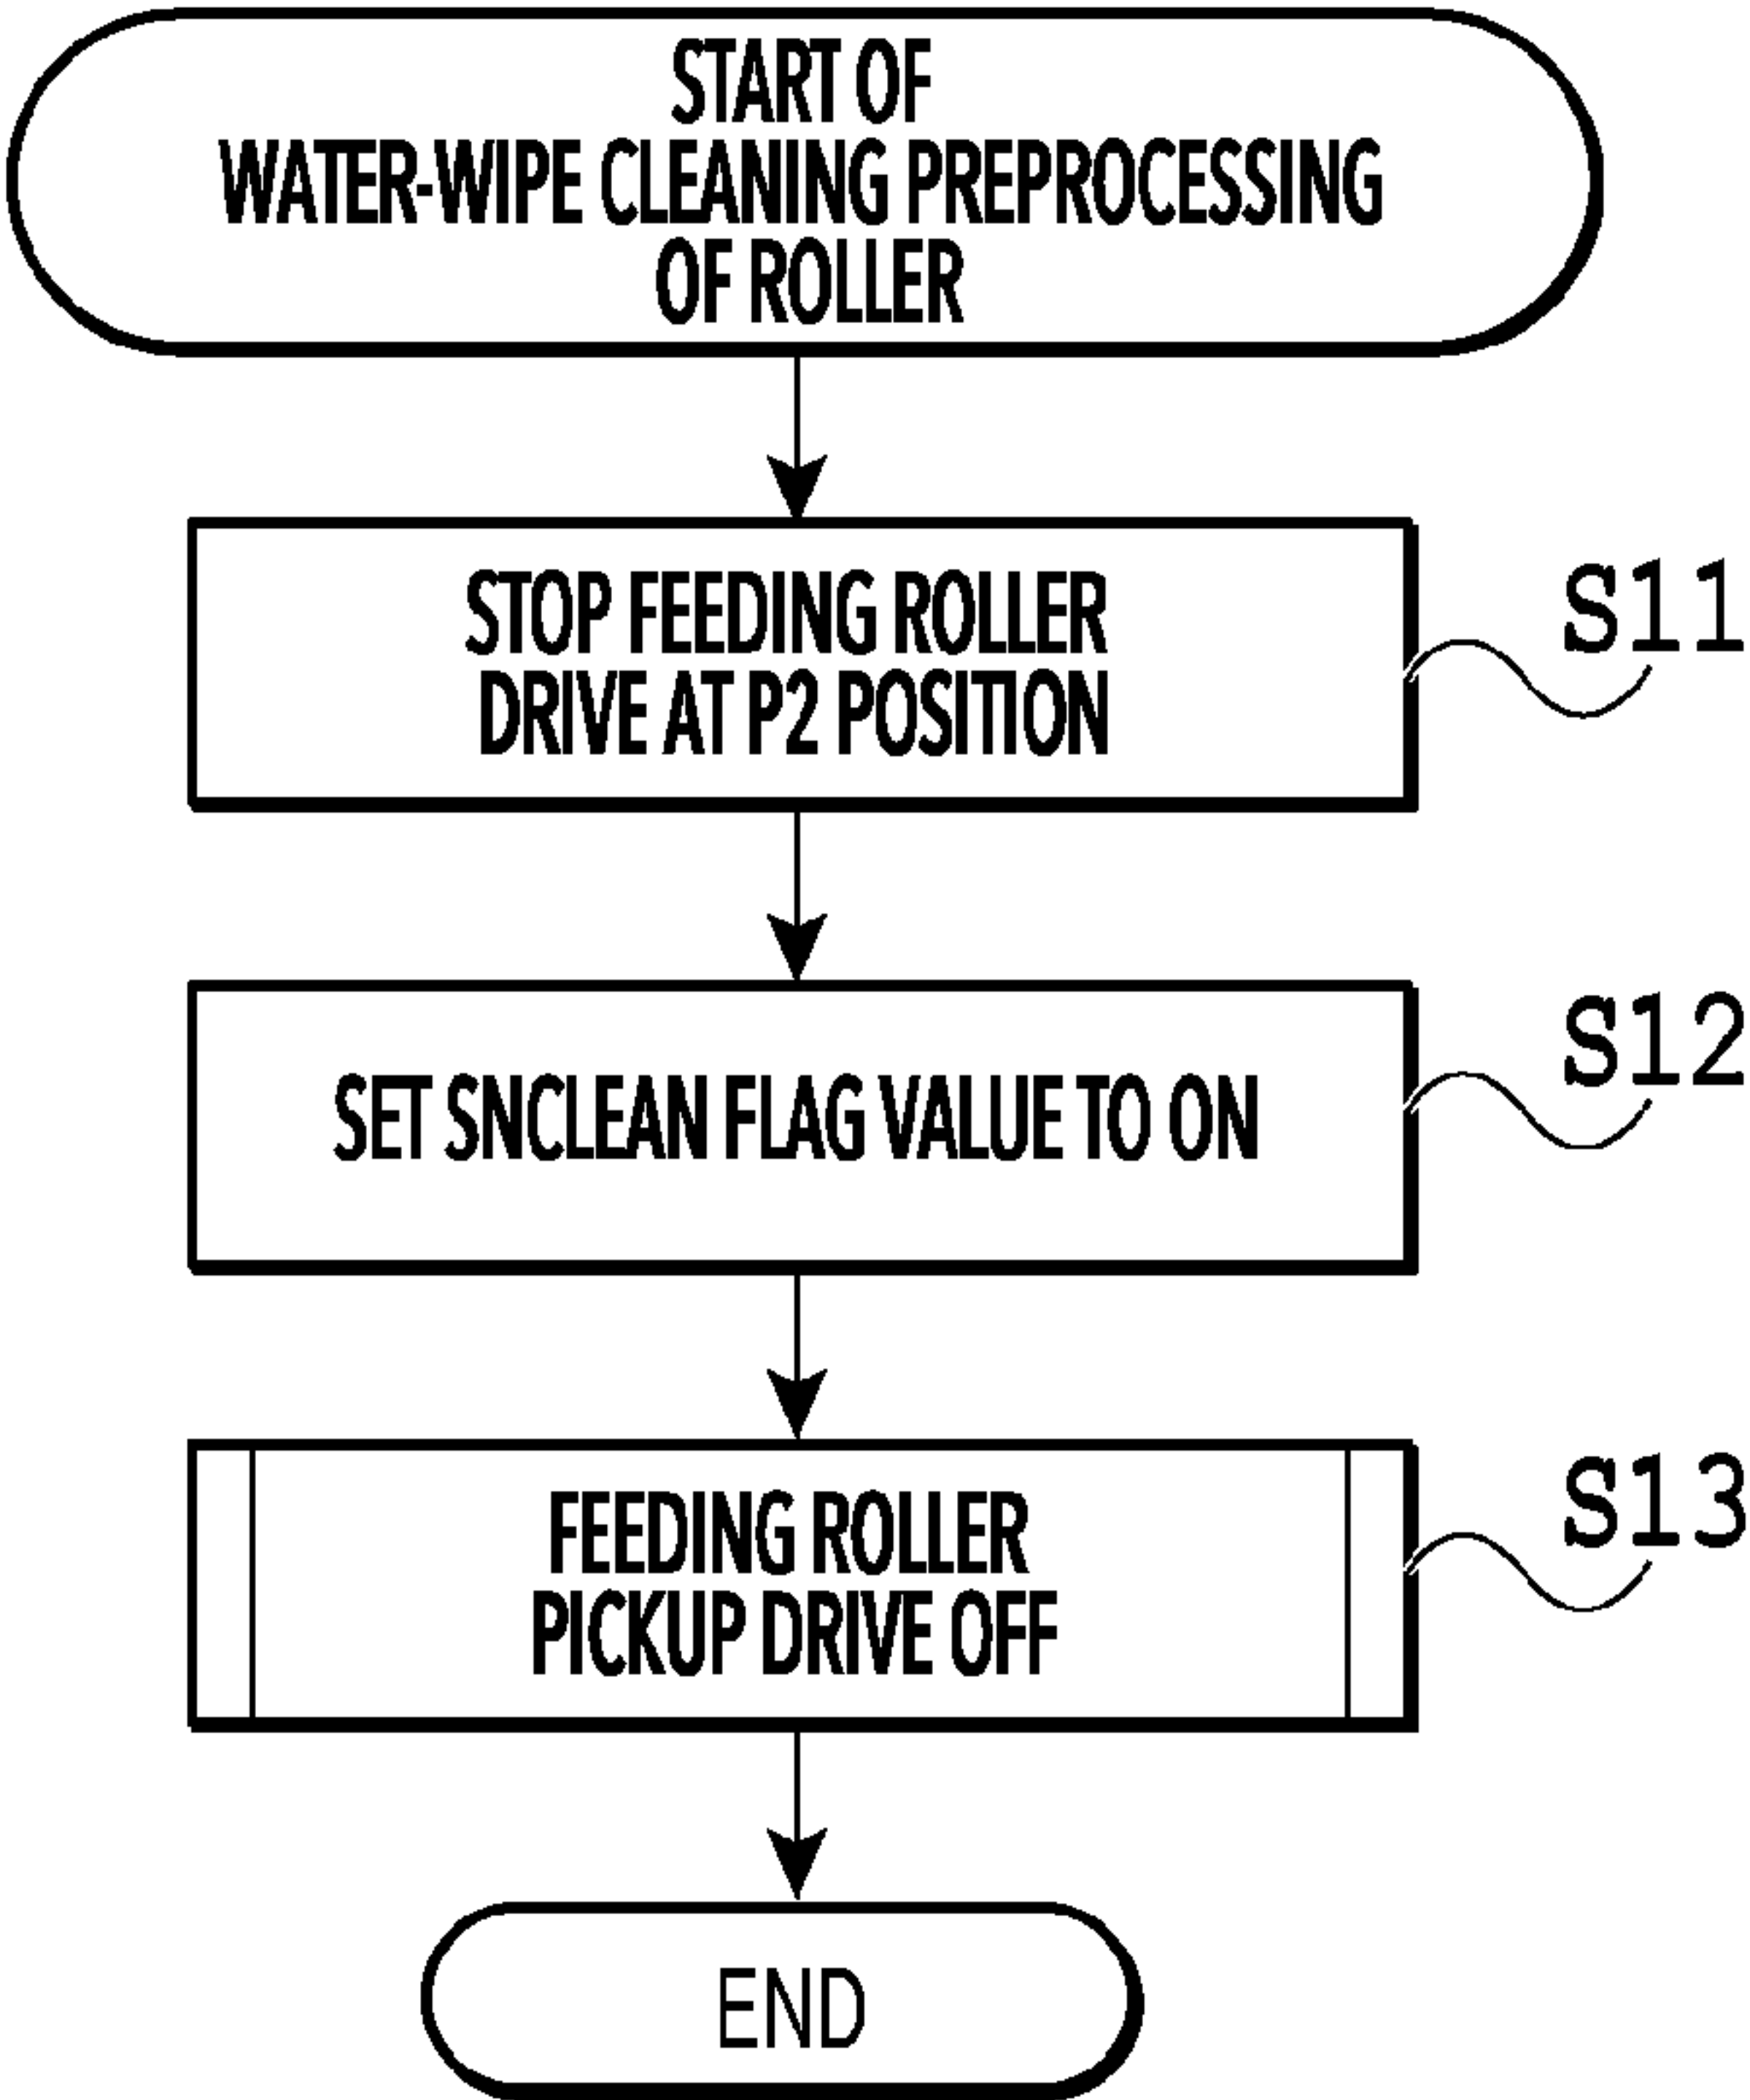 START OF
WATER-WIPE CLEANING PREPROCESSING
OF ROLLER
STOP FEEDING ROLLER
DRIVE AT P2 POSITION
S11
SET SNCLEAN FLAG VALUE TO ON
S12
FEEDING ROLLER
PICKUP DRIVE OFF
S13
END